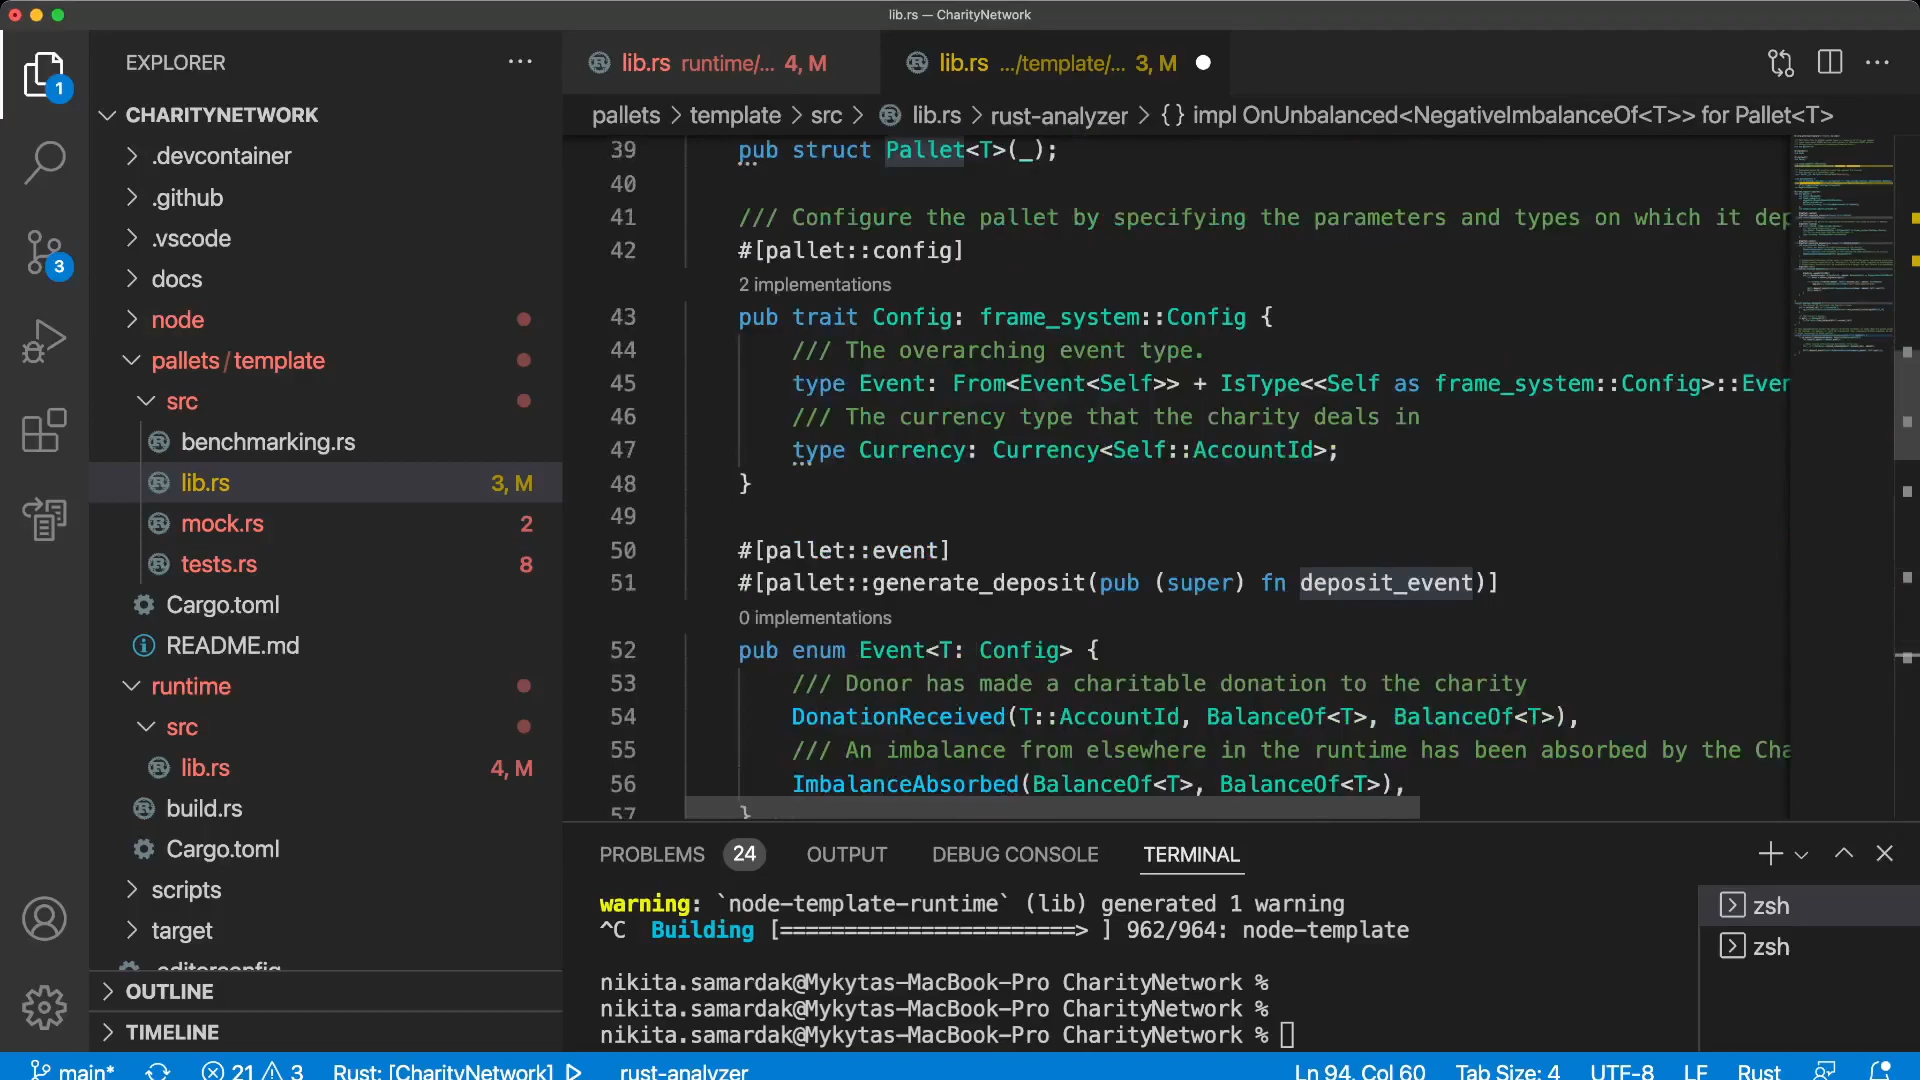 lib.rs — CharityNetwork
EXPLORER
lib.rs runtime/... 4, M
lib.rs .../template/... 3, M
pallets > template > src > lib.rs > rust-analyzer > {} impl OnUnbalanced<NegativeImbalanceOf<T>> for Pallet<T>
1
3
CHARITYNETWORK
.devcontainer
.github
.vscode
docs
node
pallets / template
src
benchmarking.rs
lib.rs 3, M
mock.rs 2
tests.rs 8
Cargo.toml
README.md
runtime
src
lib.rs 4, M
build.rs
Cargo.toml
scripts
target
.editorconfig
OUTLINE
TIMELINE
39 pub struct Pallet<T>(_);
40
41 /// Configure the pallet by specifying the parameters and types on which it dep
42 #[pallet::config]
2 implementations
43 pub trait Config: frame_system::Config {
44 /// The overarching event type.
45 type Event: From<Event<Self>> + IsType<<Self as frame_system::Config>::Even
46 /// The currency type that the charity deals in
47 type Currency: Currency<Self::AccountId>;
48 }
49
50 #[pallet::event]
51 #[pallet::generate_deposit(pub (super) fn deposit_event)]
0 implementations
52 pub enum Event<T: Config> {
53 /// Donor has made a charitable donation to the charity
54 DonationReceived(T::AccountId, BalanceOf<T>, BalanceOf<T>),
55 /// An imbalance from elsewhere in the runtime has been absorbed by the Cha
56 ImbalanceAbsorbed(BalanceOf<T>, BalanceOf<T>),
57 }
PROBLEMS 24 OUTPUT DEBUG CONSOLE TERMINAL
warning: `node-template-runtime` (lib) generated 1 warning
^C Building [=======================> ] 962/964: node-template
nikita.samardak@Mykytas-MacBook-Pro CharityNetwork %
nikita.samardak@Mykytas-MacBook-Pro CharityNetwork %
nikita.samardak@Mykytas-MacBook-Pro CharityNetwork %
zsh
zsh
main* 21 3 Rust: [CharityNetwork] rust-analyzer Ln 94, Col 60 Tab Size: 4 UTF-8 LF Rust